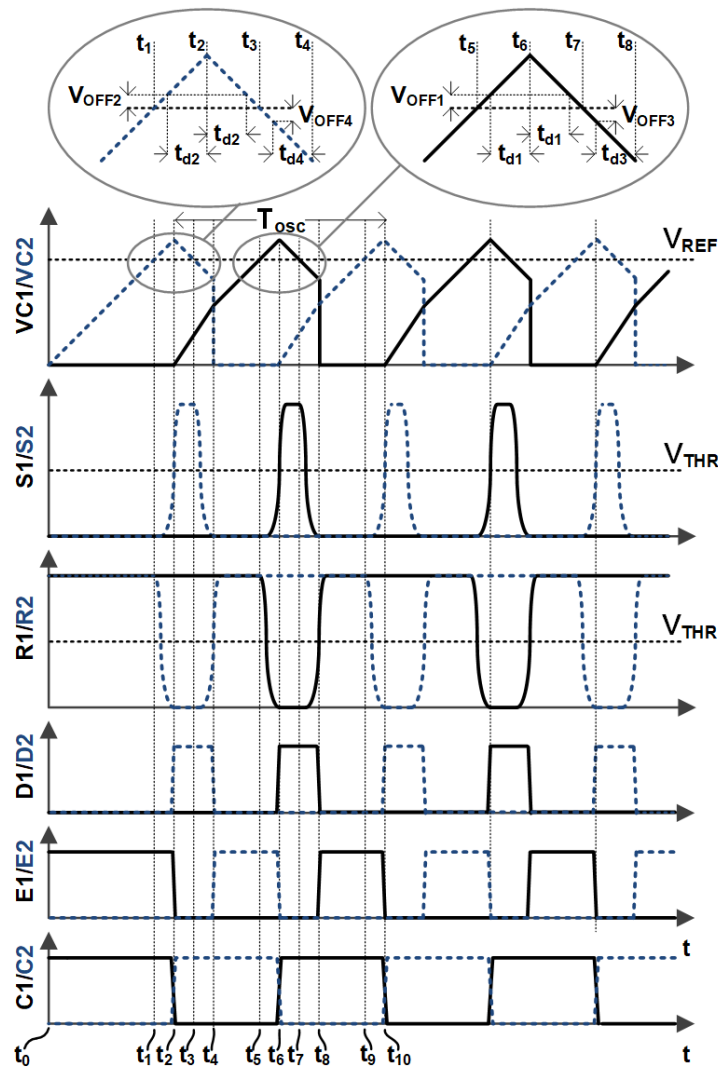 t1 t2 t3 t4 t5 t6 t7 t8
VOFF2 VOFF4 VOFF1 VOFF3
td2 td2 td4 td1 td1 td3
Tosc
VREF
VC1/VC2
S1/S2
VTHR
R1/R2
VTHR
D1/D2
E1/E2
t
C1/C2
t0 t1 t2 t3 t4 t5 t6 t7 t8 t9 t10 t